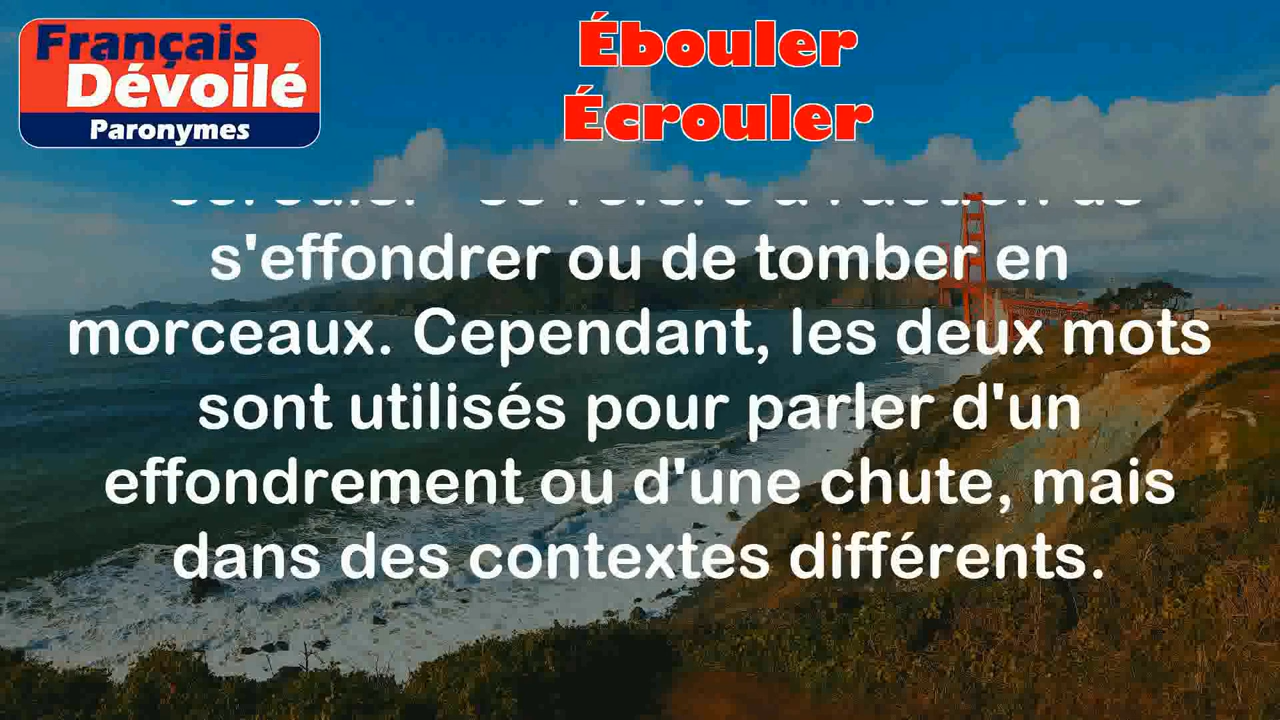 Français
Dévoilé
Paronymes
Ébouler
Écrouler
s'effondrer ou de tomber en
morceaux. Cependant, les deux mots
sont utilisés pour parler d'un
effondrement ou d'une chute, mais
dans des contextes différents.